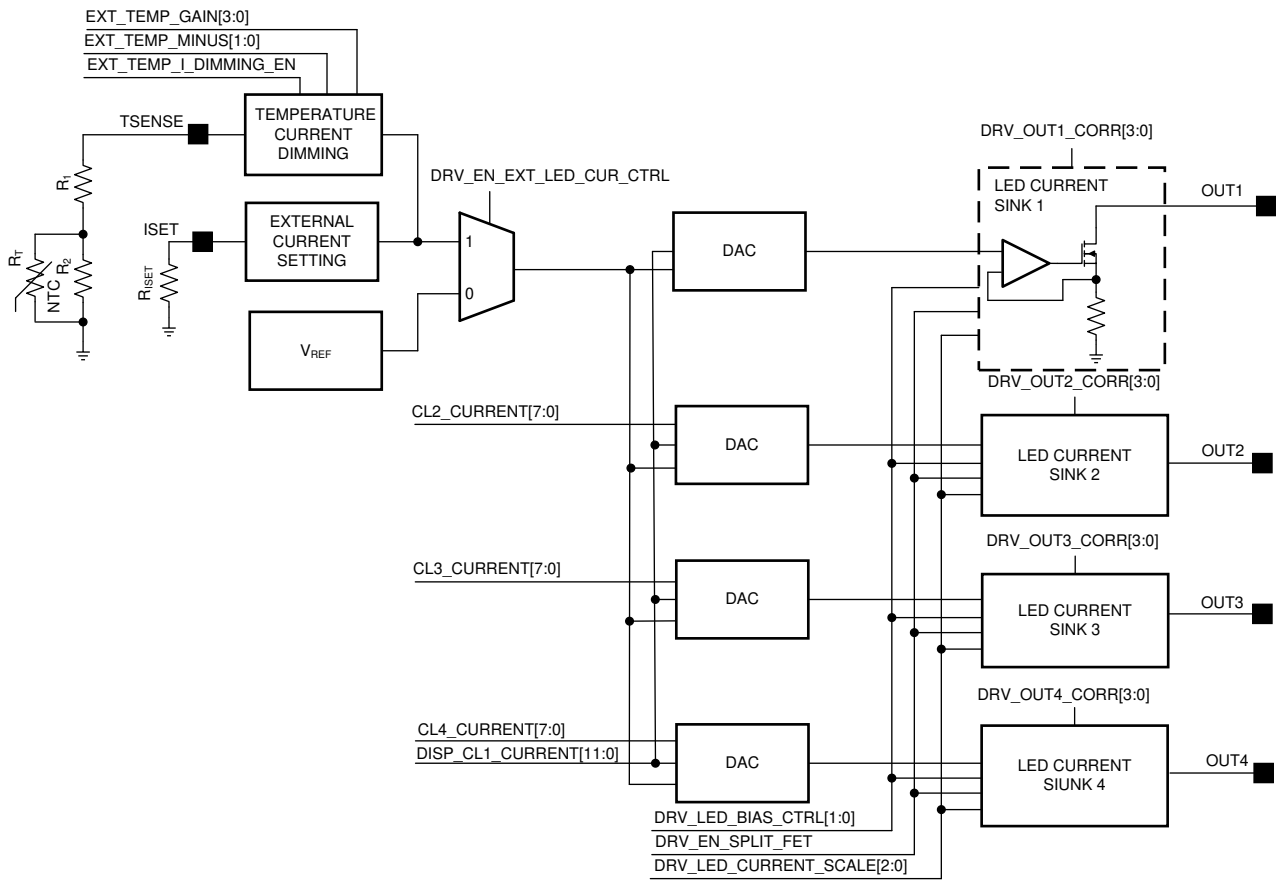 EXT_TEMP_GAIN[3:0]
EXT_TEMP_MINUS[1:0]
EXT_TEMP_I_DIMMING_EN
TSENSE
TEMPERATURE
CURRENT
DIMMING
R1
RT
NTC
R2
ISET
RISET
EXTERNAL
CURRENT
SETTING
VREF
DRV_EN_EXT_LED_CUR_CTRL
1
0
DAC
DRV_OUT1_CORR[3:0]
LED CURRENT
SINK 1
OUT1
CL2_CURRENT[7:0]
DAC
DRV_OUT2_CORR[3:0]
LED CURRENT
SINK 2
OUT2
CL3_CURRENT[7:0]
DAC
DRV_OUT3_CORR[3:0]
LED CURRENT
SINK 3
OUT3
CL4_CURRENT[7:0]
DISP_CL1_CURRENT[11:0]
DAC
DRV_OUT4_CORR[3:0]
LED CURRENT
SIUNK 4
OUT4
DRV_LED_BIAS_CTRL[1:0]
DRV_EN_SPLIT_FET
DRV_LED_CURRENT_SCALE[2:0]